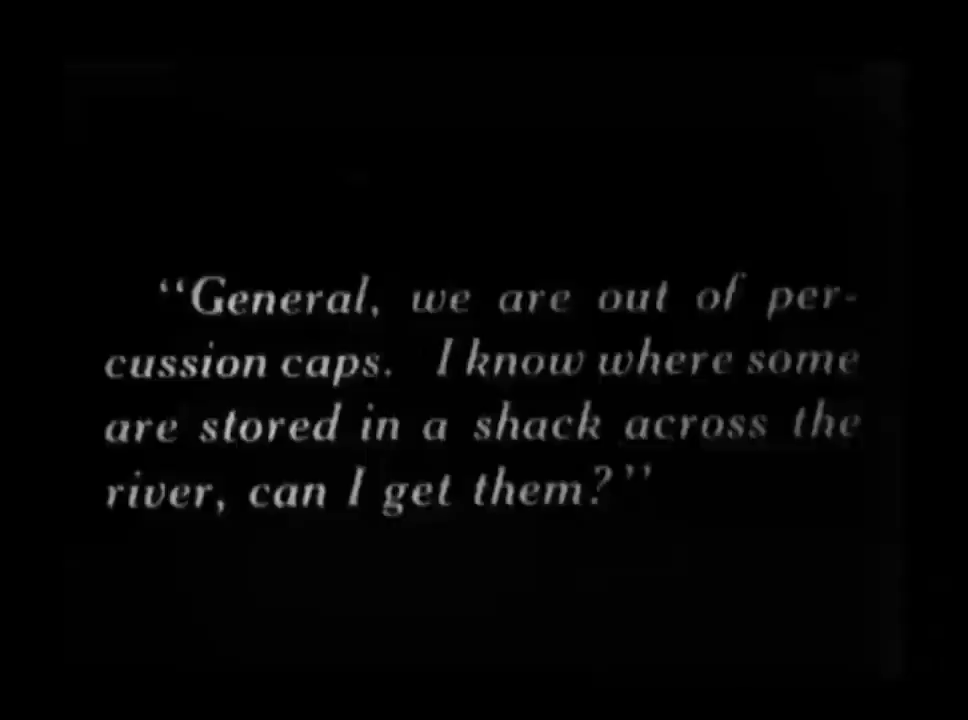 “General, we are out of per-
cussion caps. I know where some
are stored in a shack across the
river, can I get them?”